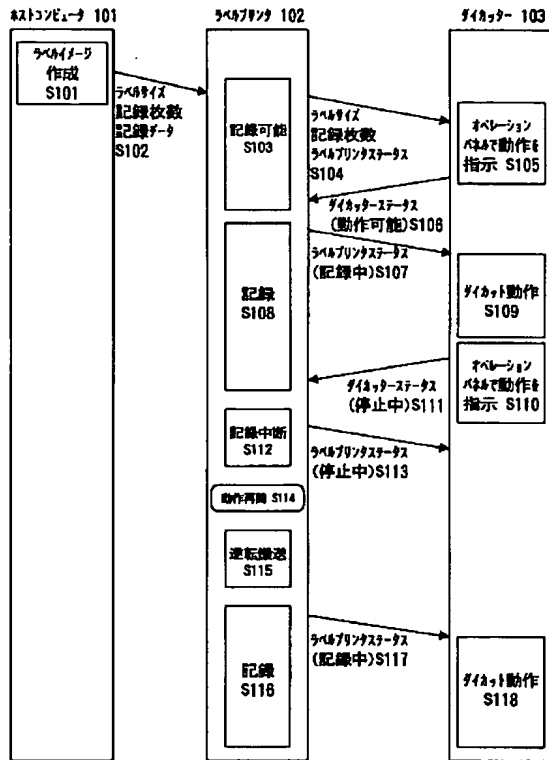 ホストコンピュータ 101
ラベルプリンタ 102
ダイカッター 103
ラベルイメージ
作成
S101
ラベルサイズ
記録枚数
記録データ
S102
記録可能
S103
ラベルサイズ
記録枚数
ラベルプリンタステータス
S104
オペレーション
パネルで動作を
指示 S105
ダイカッターステータス
(動作可能)S106
ラベルプリンタステータス
(記録中)S107
記録
S108
ダイカット動作
S109
オペレーション
パネルで動作を
指示 S110
ダイカッターステータス
(停止中)S111
記録中断
S112
ラベルプリンタステータス
(停止中)S113
動作再開 S114
逆転搬送
S115
記録
S116
ラベルプリンタステータス
(記録中)S117
ダイカット動作
S118